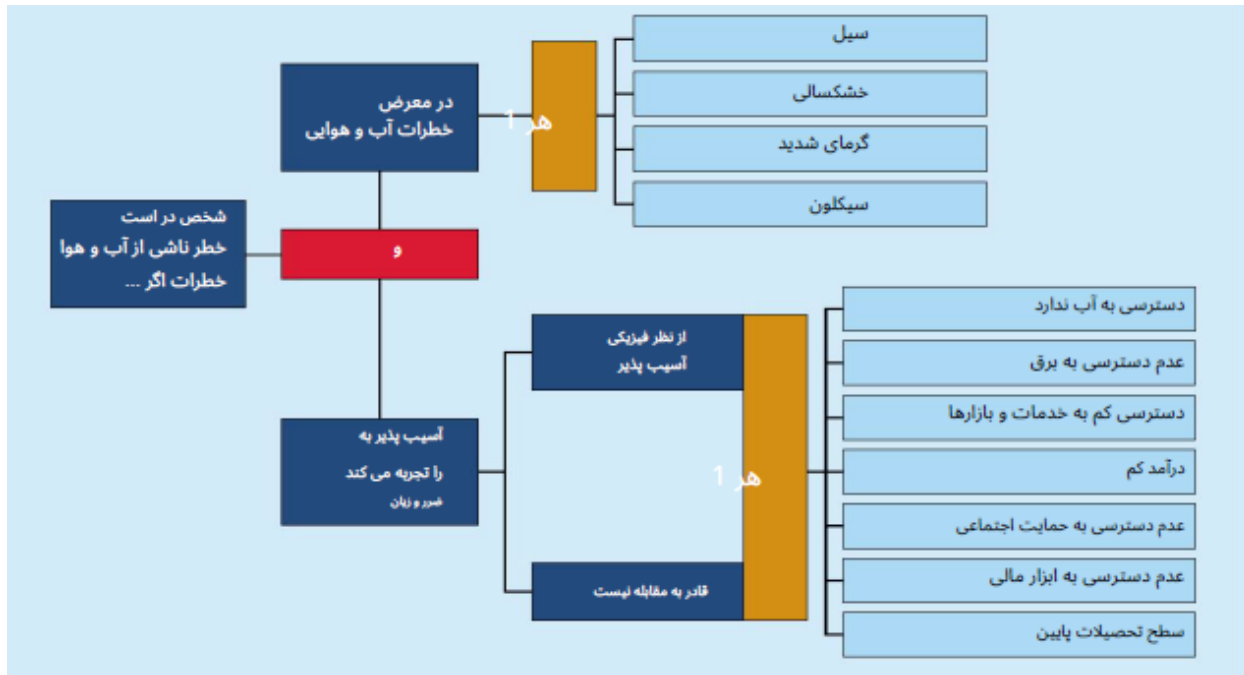 شخص در است
خطر ناشی از آب و هوا
خطرات اگر ...
و
در معرض
خطرات آب و هوایی
هر 1
سیل
خشکسالی
گرمای شدید
سیکلون
آسیب پذیر به
را تجربه می کند
ضرر و زیان
از نظر فیزیکی
آسیب پذیر
قادر به مقابله نیست
هر 1
دسترسی به آب ندارد
عدم دسترسی به برق
دسترسی کم به خدمات و بازارها
درآمد کم
عدم دسترسی به حمایت اجتماعی
عدم دسترسی به ابزار مالی
سطح تحصیلات پایین